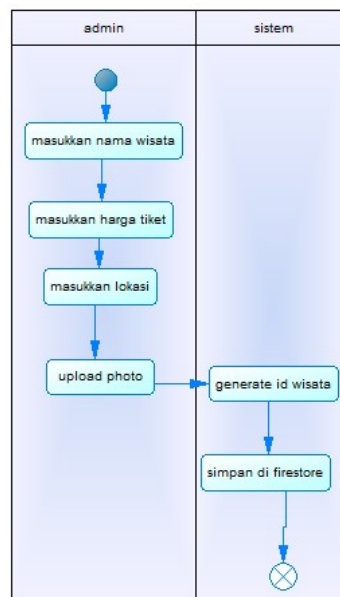 admin
sistem
masukkan nama wisata
masukkan harga tiket
masukkan lokasi
upload photo
generate id wisata
simpan di firestore